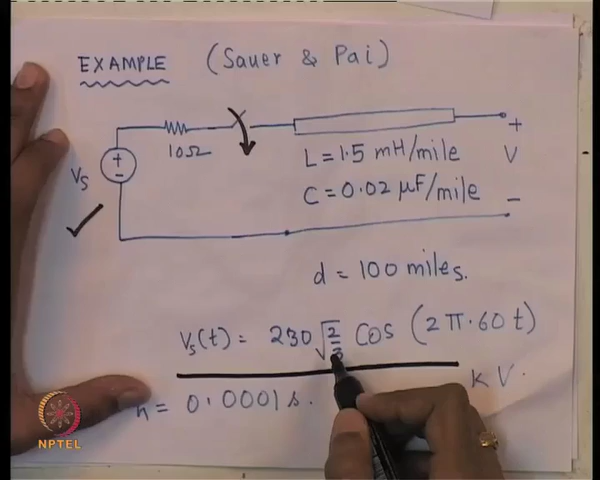 EXAMPLE (Sauer & Pai)
10Ω
L = 1.5 mH/mile
C = 0.02 μF/mile
+
V
-
+
-
Vs
d = 100 miles.
Vs(t) = 230 √2/3 Cos (2π·60t)
kV.
h = 0.0001 s.
NPTEL